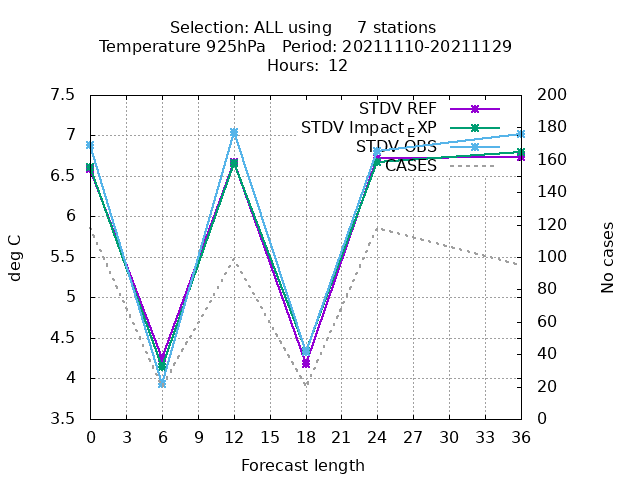 Selection: ALL using 7 stations
Temperature 925hPa Period: 20211110-20211129
Hours: 12
STDV REF
STDV Impact_EXP
STDV OBS
CASES
7.5
7
6.5
6
5.5
5
4.5
4
3.5
deg C
200
180
160
140
120
100
80
60
40
20
0
No cases
0 3 6 9 12 15 18 21 24 27 30 33 36
Forecast length